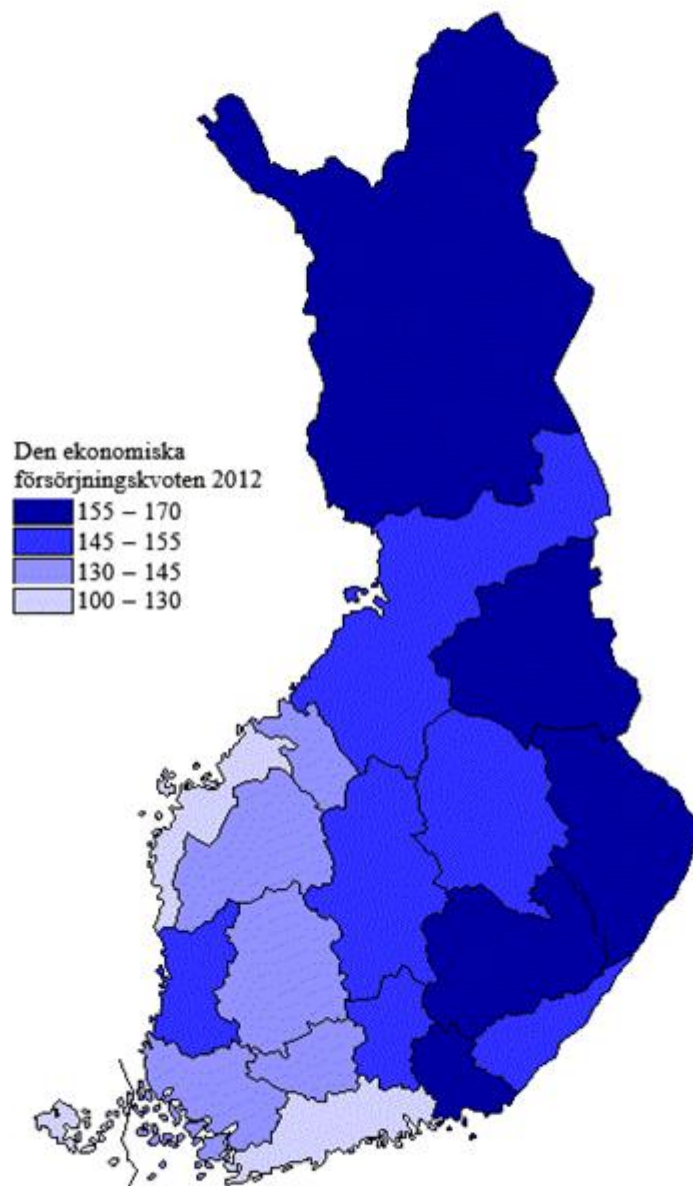 Den ekonomiska
försörjningskvoten 2012
155 – 170
145 – 155
130 – 145
100 – 130